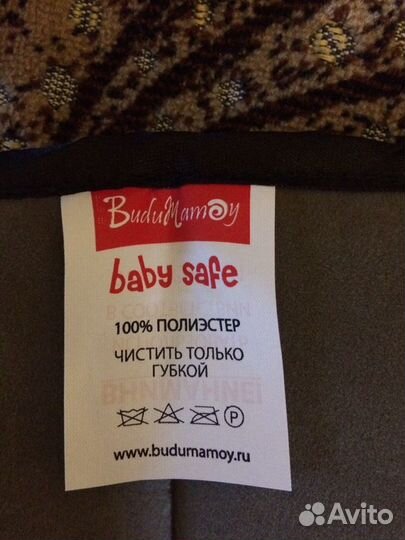 BuduMamoy
baby safe
100% ПОЛИЭСТЕР
ЧИСТИТЬ ТОЛЬКО
ГУБКОЙ
P
www.budumamoy.ru
Avito